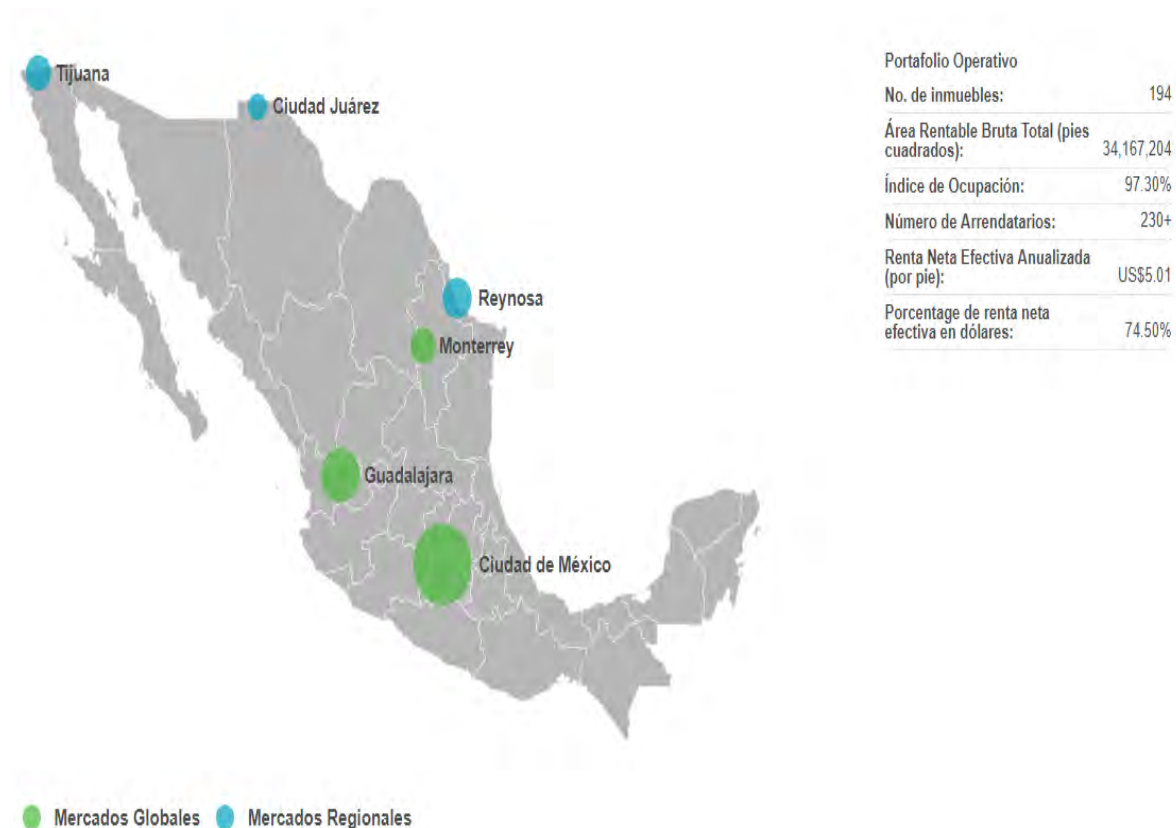 Tijuana
Ciudad Juárez
Reynosa
Monterrey
Guadalajara
Ciudad de México
Mercados Globales
Mercados Regionales
Portafolio Operativo
No. de inmuebles: 194
Área Rentable Bruta Total (pies
cuadrados): 34,167,204
Índice de Ocupación: 97.30%
Número de Arrendatarios: 230+
Renta Neta Efectiva Anualizada
(por pie): US$5.01
Porcentage de renta neta
efectiva en dólares: 74.50%